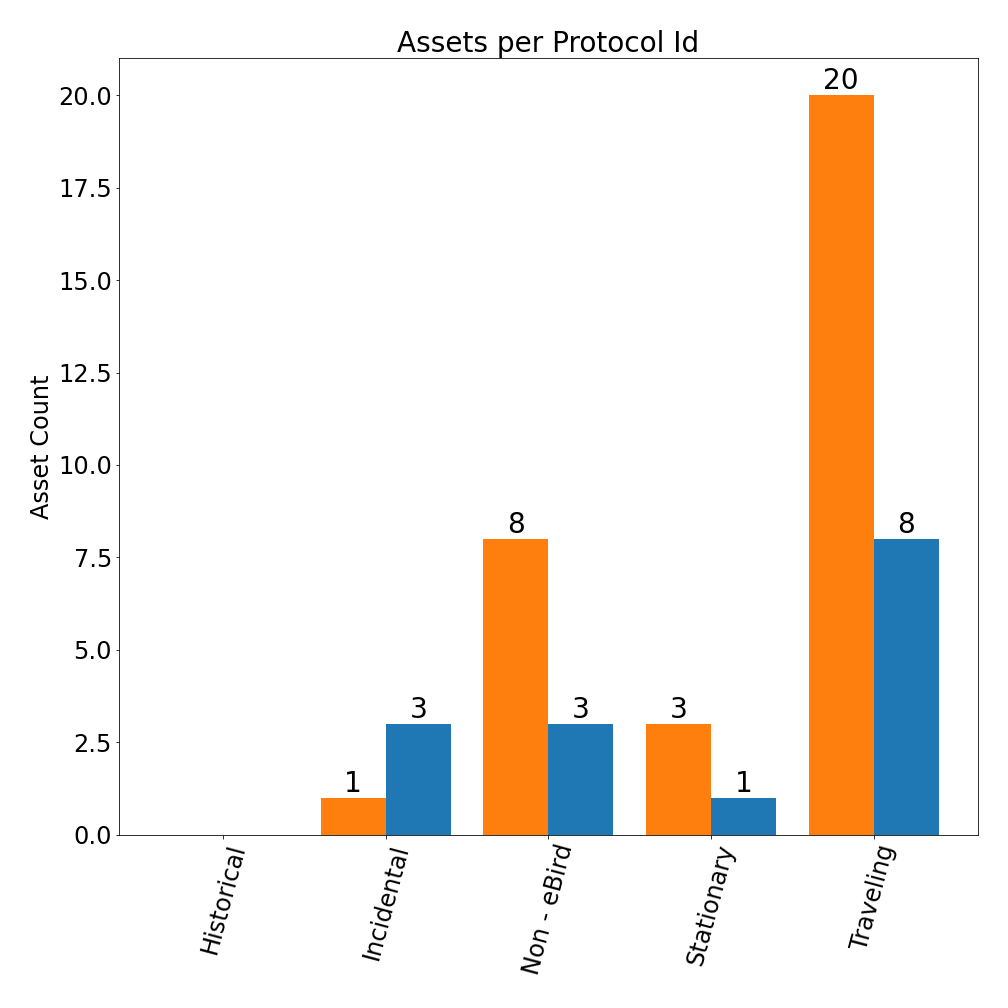 Assets per Protocol Id
20
20.0
17.5
15.0
12.5
10.0
7.5
5.0
2.5
0.0
Asset Count
1
3
8
3
3
1
8
Historical
Incidental
Non - eBird
Stationary
Traveling